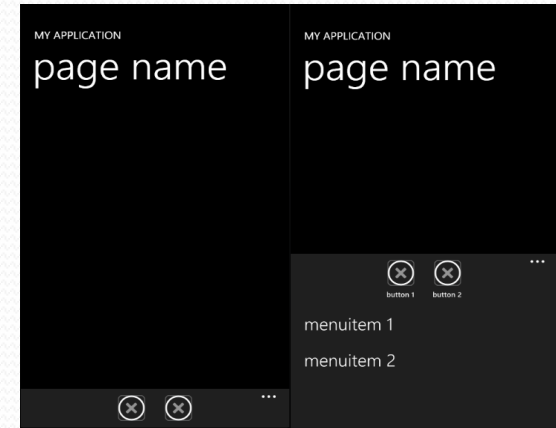 MY APPLICATION
page name
...
MY APPLICATION
page name
...
button 1 button 2
menuitem 1
menuitem 2